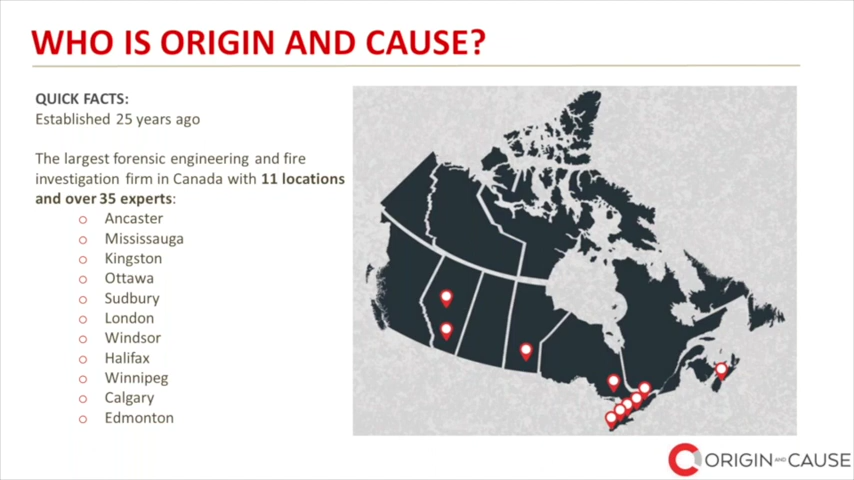 WHO IS ORIGIN AND CAUSE?
QUICK FACTS:
Established 25 years ago
The largest forensic engineering and fire
investigation firm in Canada with 11 locations
and over 35 experts:
o Ancaster
o Mississauga
o Kingston
o Ottawa
o Sudbury
o London
o Windsor
o Halifax
o Winnipeg
o Calgary
o Edmonton
ORIGIN AND CAUSE